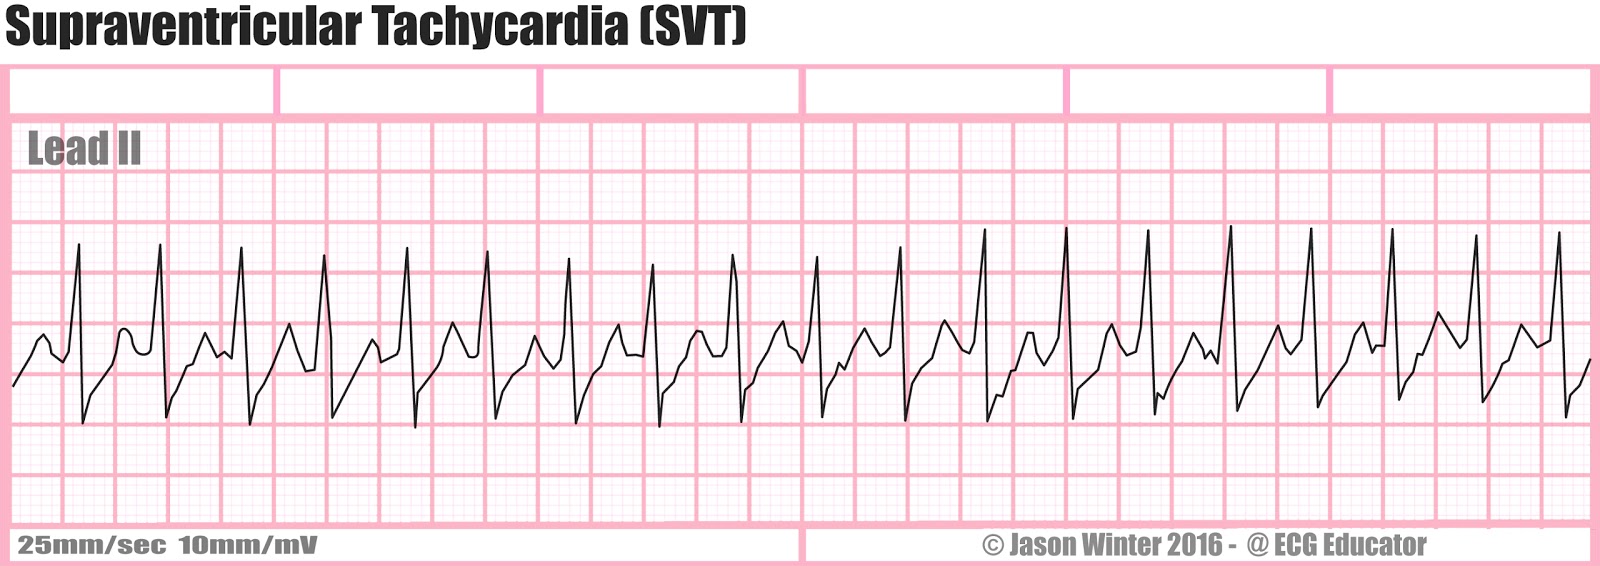 Supraventricular Tachycardia (SVT)
Lead II
25mm/sec 10mm/mV
© Jason Winter 2016 - @ ECG Educator